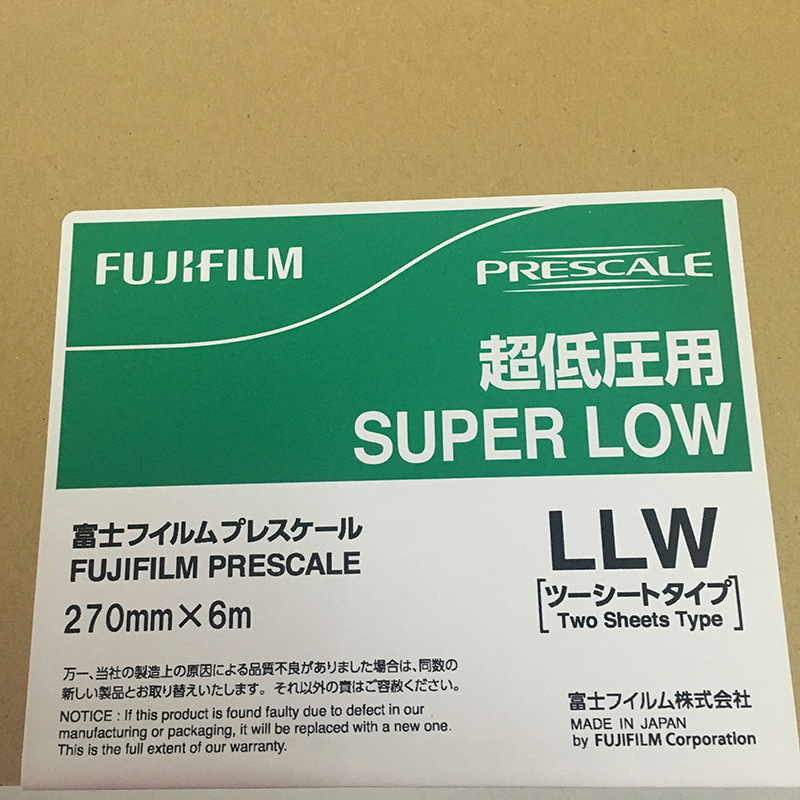 FUJIFILM
PRESCALE
超低圧用
SUPER LOW
富士フイルムプレスケール
FUJIFILM PRESCALE
270mm×6m
LLW
[ツーシートタイプ
Two Sheets Type]
万一、当社の製造上の原因による品質不良がありました場合は、同数の
新しい製品とお取り替えいたします。それ以外の責はご容赦ください。
NOTICE : If this product is found faulty due to defect in our
manufacturing or packaging, it will be replaced with a new one.
This is the full extent of our warranty.
富士フイルム株式会社
MADE IN JAPAN
by FUJIFILM Corporation